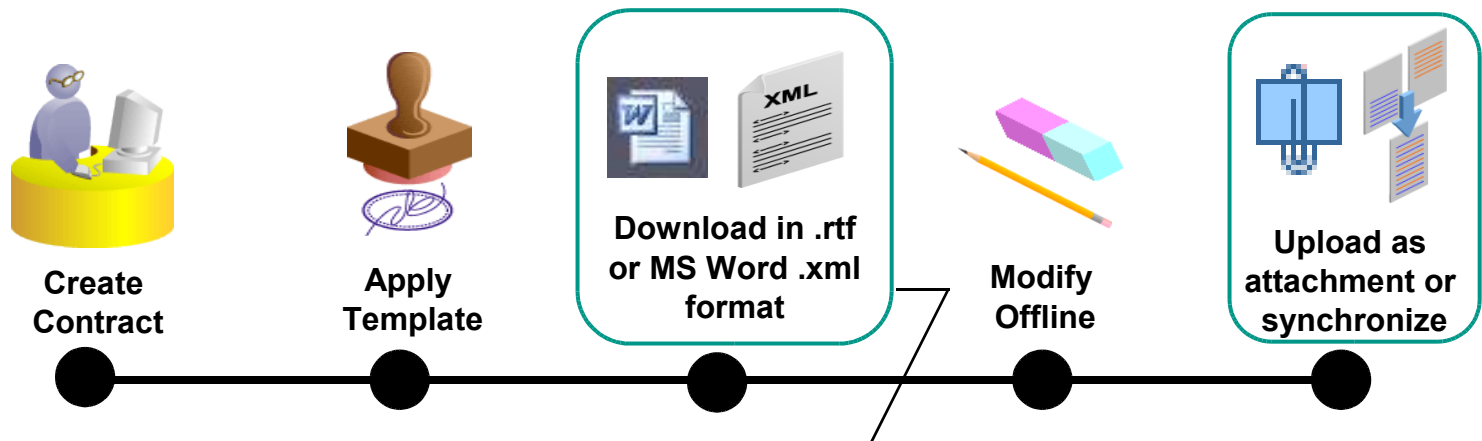 Create
Contract
Apply
Template
W
XML
Download in .rtf
or MS Word .xml
format
Modify
Offline
Upload as
attachment or
synchronize